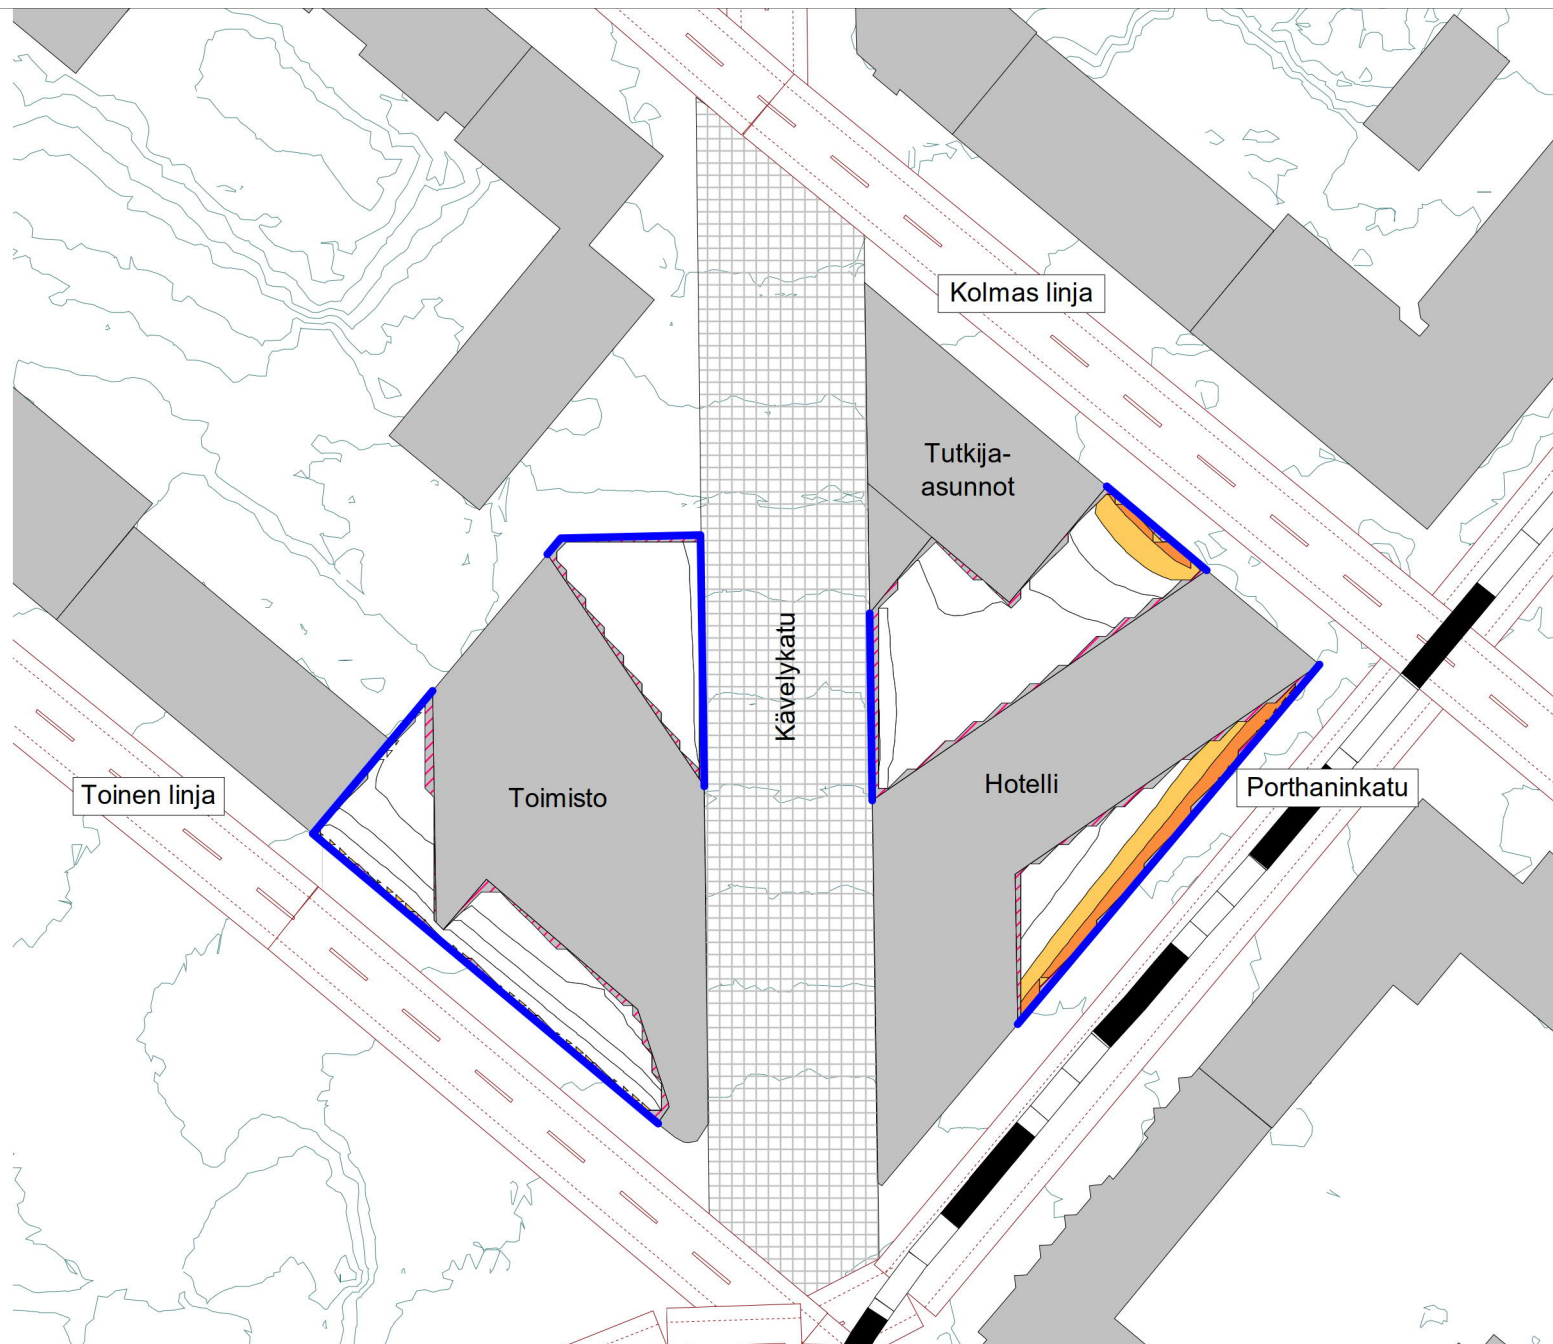 Kolmas linja
Tutkija-
asunnot
Kävelykatu
Toinen linja
Toimisto
Hotelli
Porthaninkatu